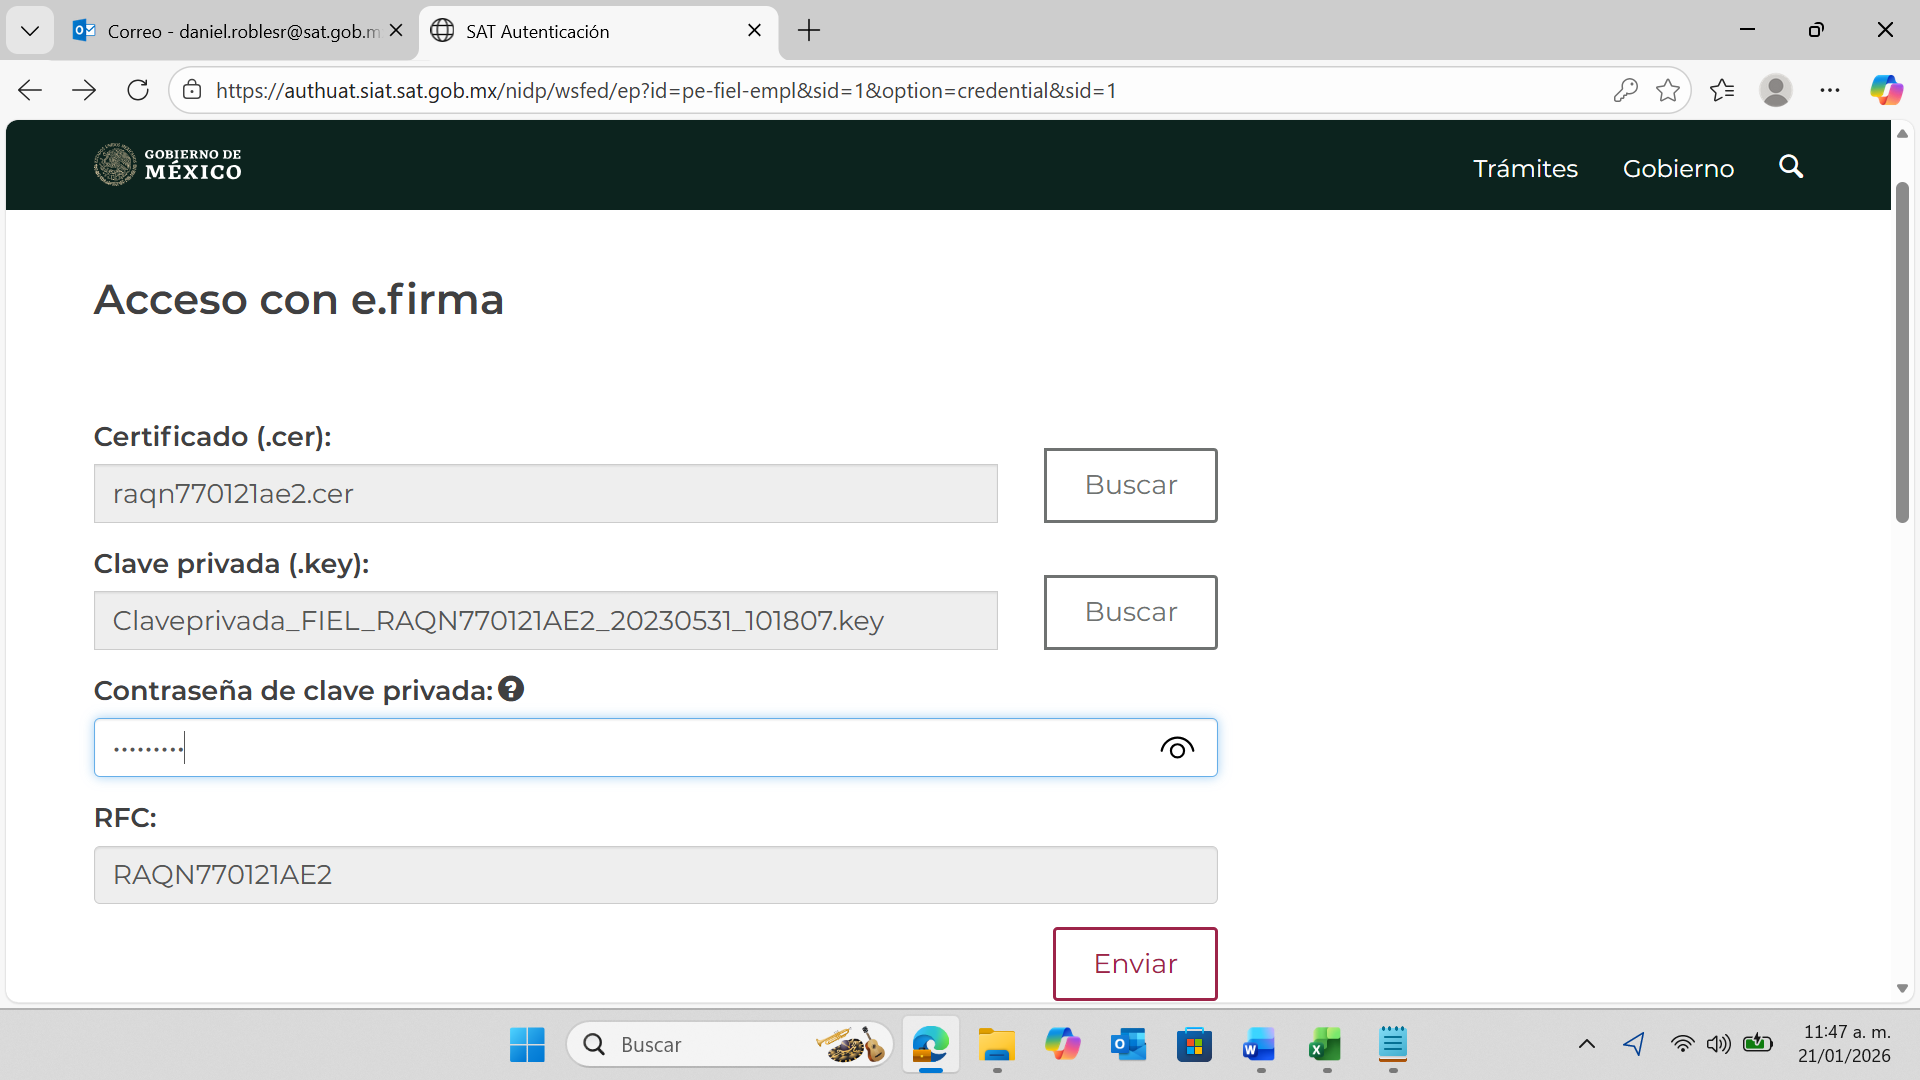 Correo - daniel.roblesr@sat.gob.m
SAT Autenticación
https://authuat.siat.sat.gob.mx/nidp/wsfed/ep?id=pe-fiel-empl&sid=1&option=credential&sid=1
GOBIERNO DE
MÉXICO
Trámites
Gobierno
Acceso con e.firma
Certificado (.cer):
raqn770121ae2.cer
Buscar
Clave privada (.key):
Claveprivada_FIEL_RAQN770121AE2_20230531_101807.key
Buscar
Contraseña de clave privada:
•••••••••
RFC:
RAQN770121AE2
Enviar
Buscar
11:47 a. m.
21/01/2026